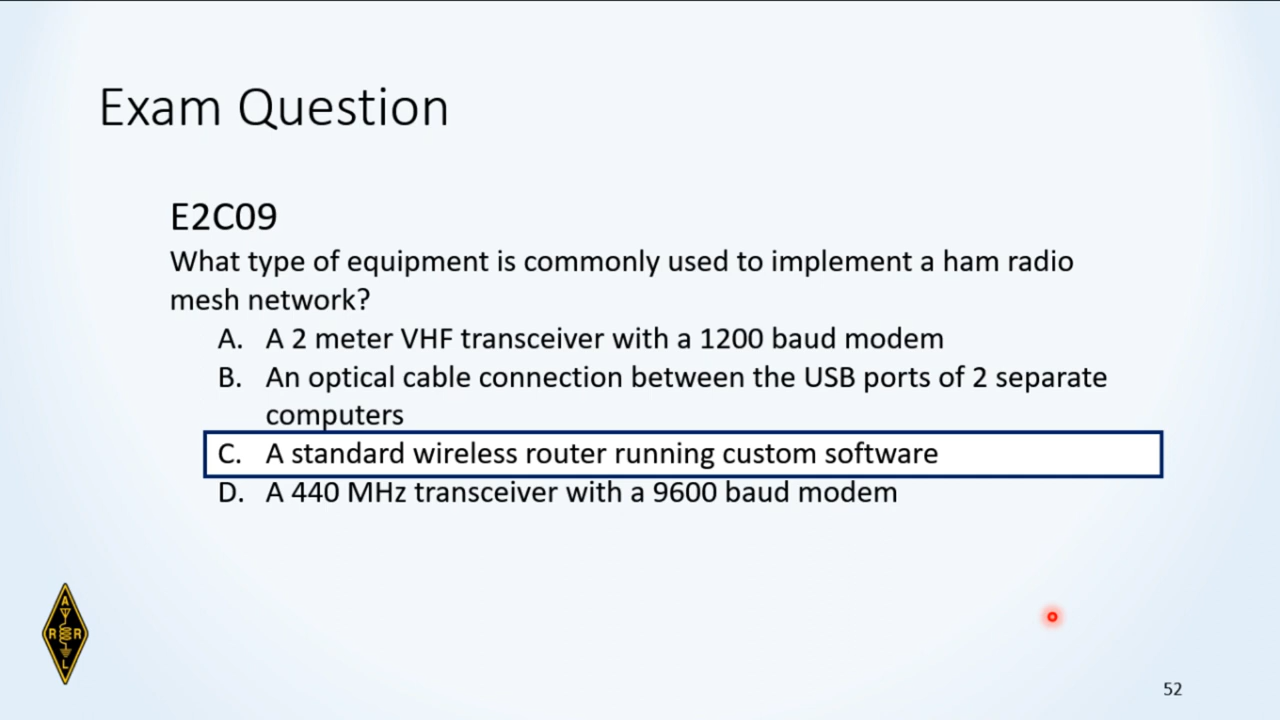 Exam Question
E2C09
What type of equipment is commonly used to implement a ham radio
mesh network?
A. A 2 meter VHF transceiver with a 1200 baud modem
B. An optical cable connection between the USB ports of 2 separate
computers
C. A standard wireless router running custom software
D. A 440 MHz transceiver with a 9600 baud modem
A
R R
L
52